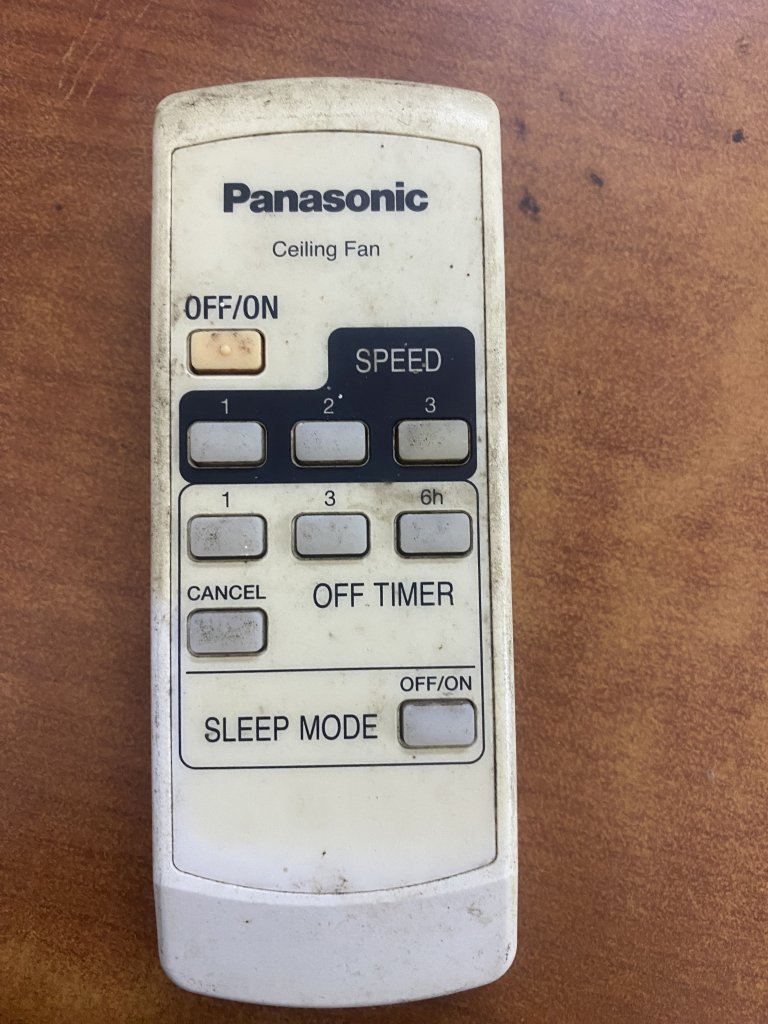 Panasonic
Ceiling Fan
OFF/ON
SPEED
1 2 3
1 3 6h
CANCEL
OFF TIMER
OFF/ON
SLEEP MODE